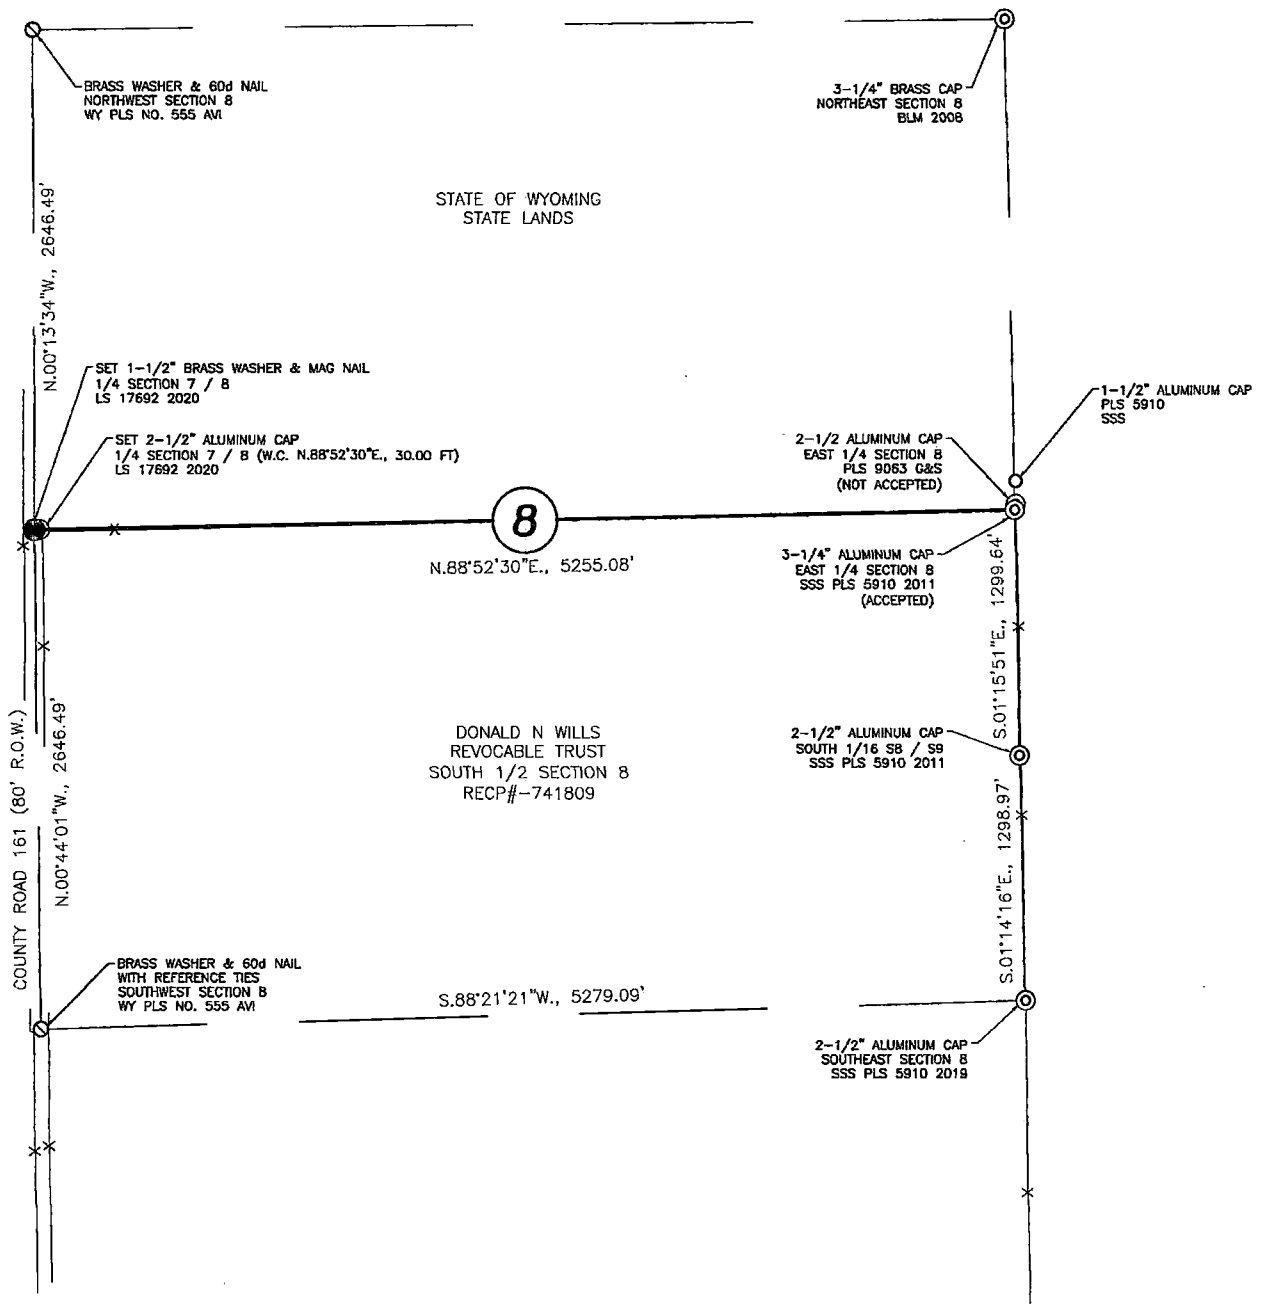 BRASS WASHER & 60d NAIL
NORTHWEST SECTION 8
WY PLS NO. 555 AVI
3-1/4" BRASS CAP
NORTHEAST SECTION 8
BLM 2008
STATE OF WYOMING
STATE LANDS
N.00°13'34"W., 2646.49'
SET 1-1/2" BRASS WASHER & MAG NAIL
1/4 SECTION 7 / 8
LS 17692 2020
SET 2-1/2" ALUMINUM CAP
1/4 SECTION 7 / 8 (W.C. N.88°52'30"E., 30.00 FT)
LS 17692 2020
1-1/2" ALUMINUM CAP
PLS 5910
SSS
2-1/2 ALUMINUM CAP
EAST 1/4 SECTION 8
PLS 9063 G&S
(NOT ACCEPTED)
8
N.88°52'30"E., 5255.08'
3-1/4" ALUMINUM CAP
EAST 1/4 SECTION 8
SSS PLS 5910 2011
(ACCEPTED)
S.01°15'51"E., 1299.64'
COUNTY ROAD 161 (80' R.O.W.)
N.00°44'01"W., 2646.49'
DONALD N WILLS
REVOCABLE TRUST
SOUTH 1/2 SECTION 8
RECP#-741809
2-1/2" ALUMINUM CAP
SOUTH 1/16 S8 / S9
SSS PLS 5910 2011
S.01°14'16"E., 1298.97'
BRASS WASHER & 60d NAIL
WITH REFERENCE TIES
SOUTHWEST SECTION 8
WY PLS NO. 555 AVI
S.88°21'21"W., 5279.09'
2-1/2" ALUMINUM CAP
SOUTHEAST SECTION 8
SSS PLS 5910 2019